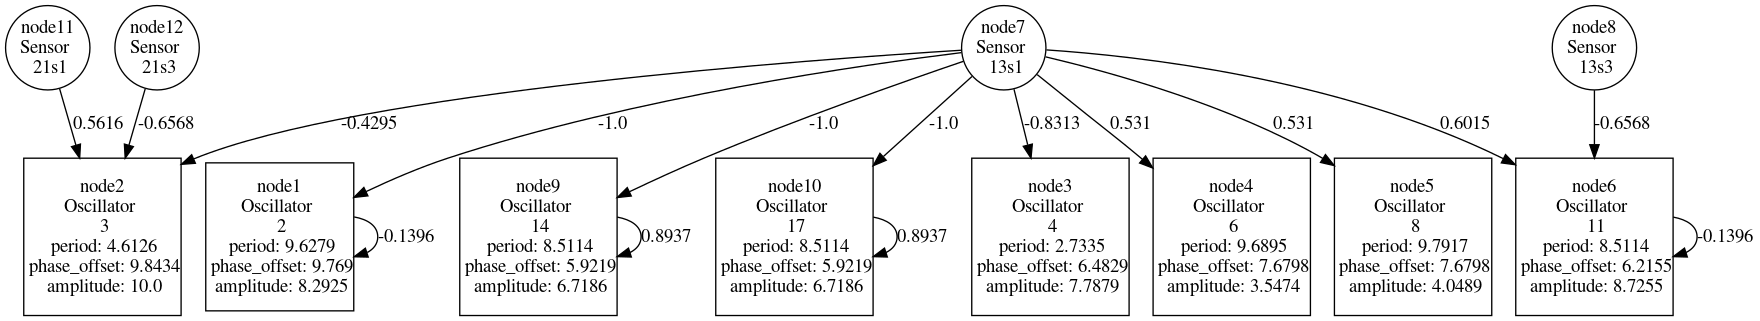 node11
Sensor
21s1
node12
Sensor
21s3
node7
Sensor
13s1
node8
Sensor
13s3
0.5616
-0.6568
-0.4295
-1.0
-1.0
-1.0
-0.8313
0.531
0.531
0.6015
-0.6568
node2
Oscillator
3
period: 4.6126
phase_offset: 9.8434
amplitude: 10.0
node1
Oscillator
2
period: 9.6279
phase_offset: 9.769
amplitude: 8.2925
-0.1396
node9
Oscillator
14
period: 8.5114
phase_offset: 5.9219
amplitude: 6.7186
0.8937
node10
Oscillator
17
period: 8.5114
phase_offset: 5.9219
amplitude: 6.7186
0.8937
node3
Oscillator
4
period: 2.7335
phase_offset: 6.4829
amplitude: 7.7879
node4
Oscillator
6
period: 9.6895
phase_offset: 7.6798
amplitude: 3.5474
node5
Oscillator
8
period: 9.7917
phase_offset: 7.6798
amplitude: 4.0489
node6
Oscillator
11
period: 8.5114
phase_offset: 6.2155
amplitude: 8.7255
-0.1396